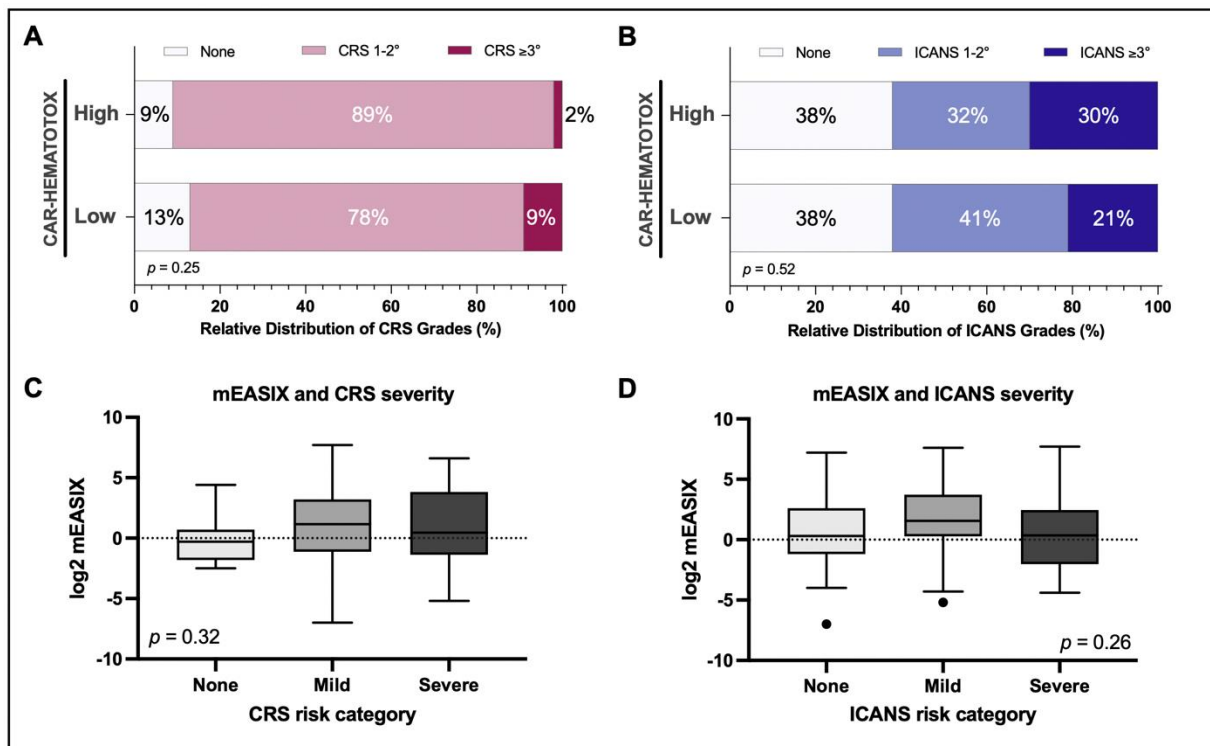 A
None CRS 1-2° CRS ≥3°
CAR-HEMATOTOX
High
9% 89% 2%
Low
13% 78% 9%
p = 0.25
0 20 40 60 80 100
Relative Distribution of CRS Grades (%)
B
None ICANS 1-2° ICANS ≥3°
CAR-HEMATOTOX
High
38% 32% 30%
Low
38% 41% 21%
p = 0.52
0 20 40 60 80 100
Relative Distribution of ICANS Grades (%)
C
mEASIX and CRS severity
log2 mEASIX
10
5
0
-5
-10
p = 0.32
None Mild Severe
CRS risk category
D
mEASIX and ICANS severity
log2 mEASIX
10
5
0
-5
-10
p = 0.26
None Mild Severe
ICANS risk category